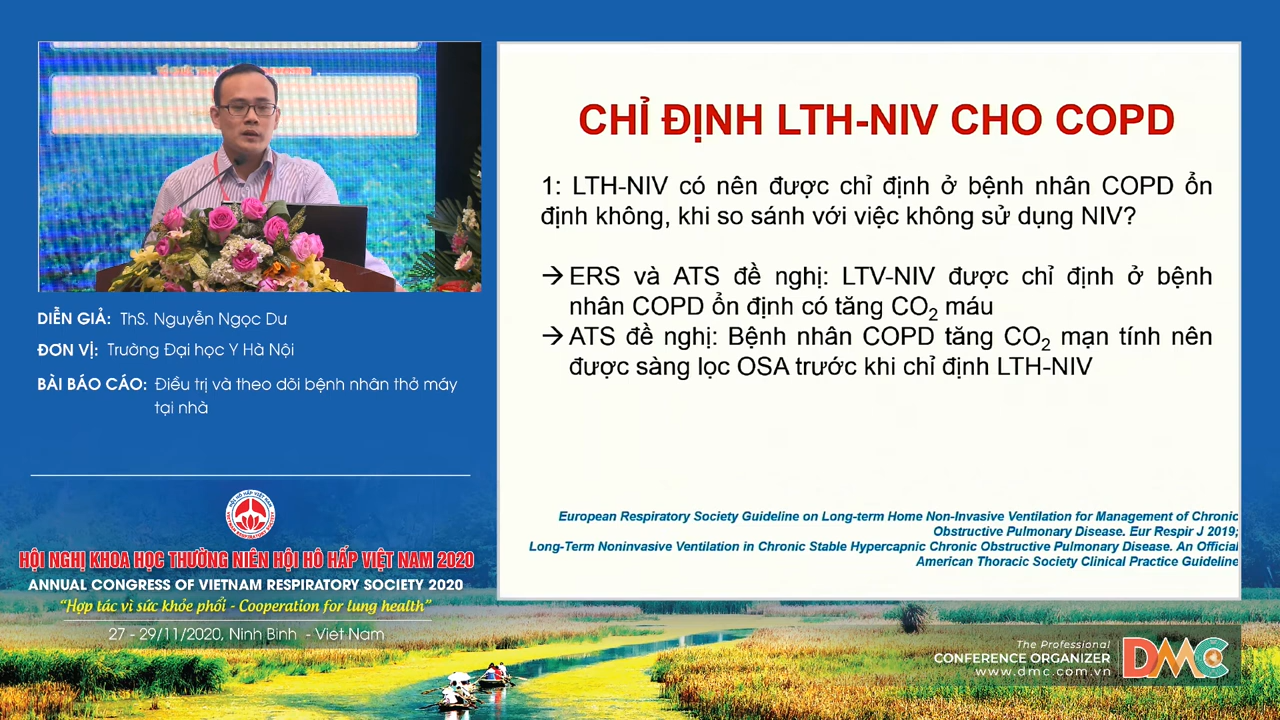 DIỄN GIẢ: ThS. Nguyễn Ngọc Dư
ĐƠN VỊ: Trường Đại học Y Hà Nội
BÀI BÁO CÁO: Điều trị và theo dõi bệnh nhân thở máy
tại nhà
HỘI HÔ HẤP VIỆT NAM
HỘI NGHỊ KHOA HỌC THƯỜNG NIÊN HỘI HÔ HẤP VIỆT NAM 2020
ANNUAL CONGRESS OF VIETNAM RESPIRATORY SOCIETY 2020
“Hợp tác vì sức khỏe phổi - Cooperation for lung health”
27 - 29/11/2020, Ninh Bình - Việt Nam
CHỈ ĐỊNH LTH-NIV CHO COPD
1: LTH-NIV có nên được chỉ định ở bệnh nhân COPD ổn
định không, khi so sánh với việc không sử dụng NIV?
→ ERS và ATS đề nghị: LTV-NIV được chỉ định ở bệnh
nhân COPD ổn định có tăng CO₂ máu
→ ATS đề nghị: Bệnh nhân COPD tăng CO₂ mạn tính nên
được sàng lọc OSA trước khi chỉ định LTH-NIV
European Respiratory Society Guideline on Long-term Home Non-Invasive Ventilation for Management of Chronic
Obstructive Pulmonary Disease. Eur Respir J 2019;
Long-Term Noninvasive Ventilation in Chronic Stable Hypercapnic Chronic Obstructive Pulmonary Disease. An Official
American Thoracic Society Clinical Practice Guideline
The Professional
CONFERENCE ORGANIZER
www.dmc.com.vn
DMC